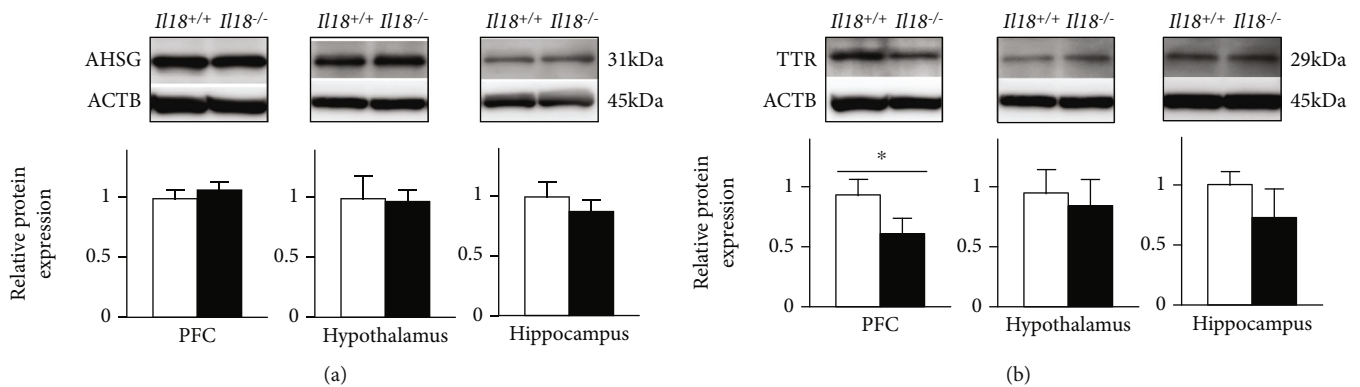 Il18+/+ Il18-/- Il18+/+ Il18-/- Il18+/+ Il18-/-
AHSG 31kDa
ACTB 45kDa
Relative protein
expression
1
0.5
0
PFC
1
0.5
1
Hypothalamus
1
0.5
0
Hippocampus
(a)
Il18+/+ Il18-/- Il18+/+ Il18-/- Il18+/+ Il18-/-
TTR 29kDa
ACTB 45kDa
Relative protein
expression
*
1
0.5
0
PFC
1
0.5
0
Hypothalamus
1
0.5
0
Hippocampus
(b)